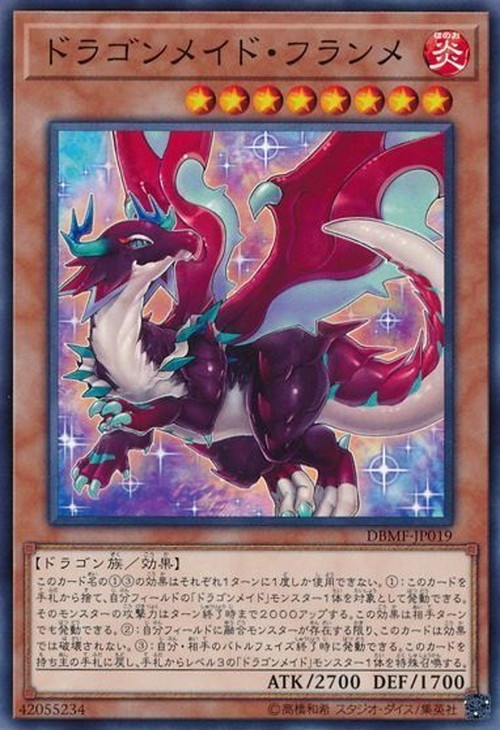 ドラゴンメイド・フランメ
ほのお
炎
DBMF-JP019
【ドラゴン族／効果】
このカード名の①③の効果はそれぞれ1ターンに1度しか使用できない。①：このカードを
手札から捨て、自分フィールドの「ドラゴンメイド」モンスター1体を対象として発動できる。
そのモンスターの攻撃力はターン終了時まで2000アップする。この効果は相手ターン
でも発動できる。②：自分フィールドに融合モンスターが存在する限り、このカードは効果
では破壊されない。③：自分・相手のバトルフェイズ終了時に発動できる。このカードを
持ち主の手札に戻し、手札からレベル3の「ドラゴンメイド」モンスター1体を特殊召喚する。
ATK/2700 DEF/1700
42055234
©高橋和希 スタジオ・ダイス/集英社